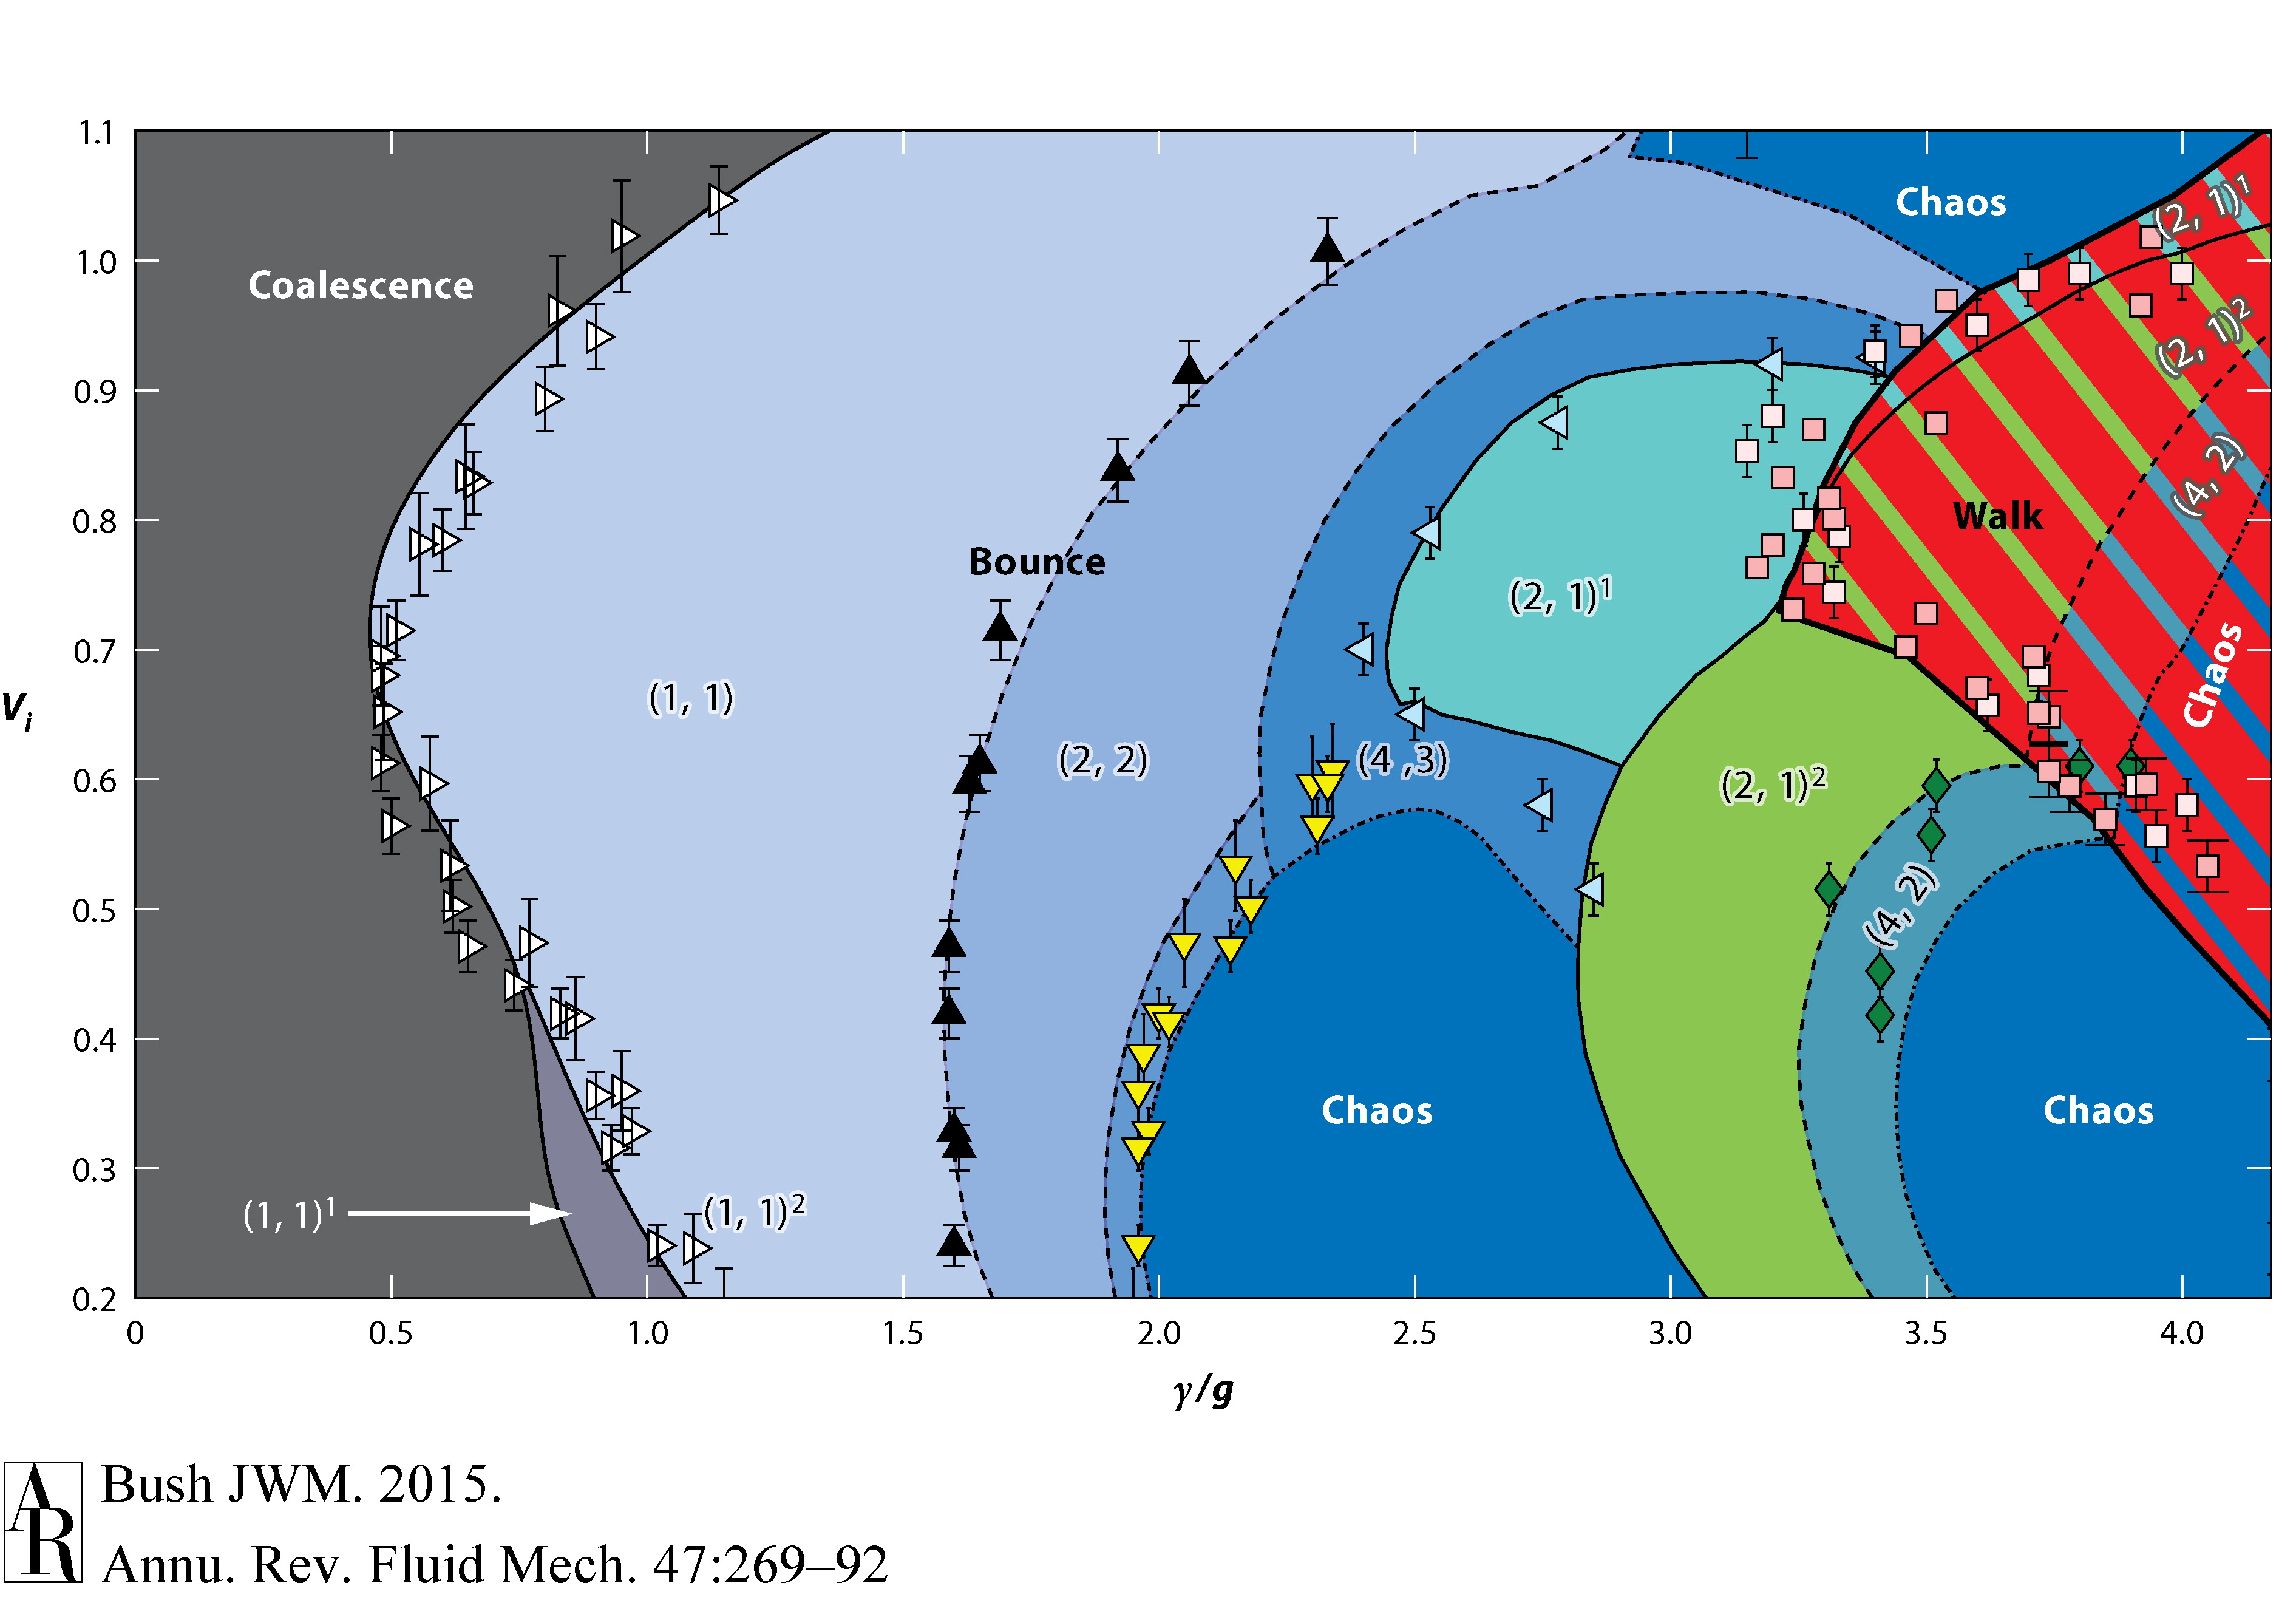 1.1
1.0
0.9
0.8
0.7
0.6
0.5
0.4
0.3
0.2
V_i
0 0.5 1.0 1.5 2.0 2.5 3.0 3.5 4.0
γ/g
Coalescence
Chaos
(2, 1)¹
(2, 1)²
(4, 2)
Walk
Bounce
(2, 1)¹
(1, 1)
(2, 2)
(4 ,3)
(2, 1)²
Chaos
(4, 2)
Chaos
Chaos
(1, 1)¹
(1, 1)²
AR
Bush JWM. 2015.
Annu. Rev. Fluid Mech. 47:269–92